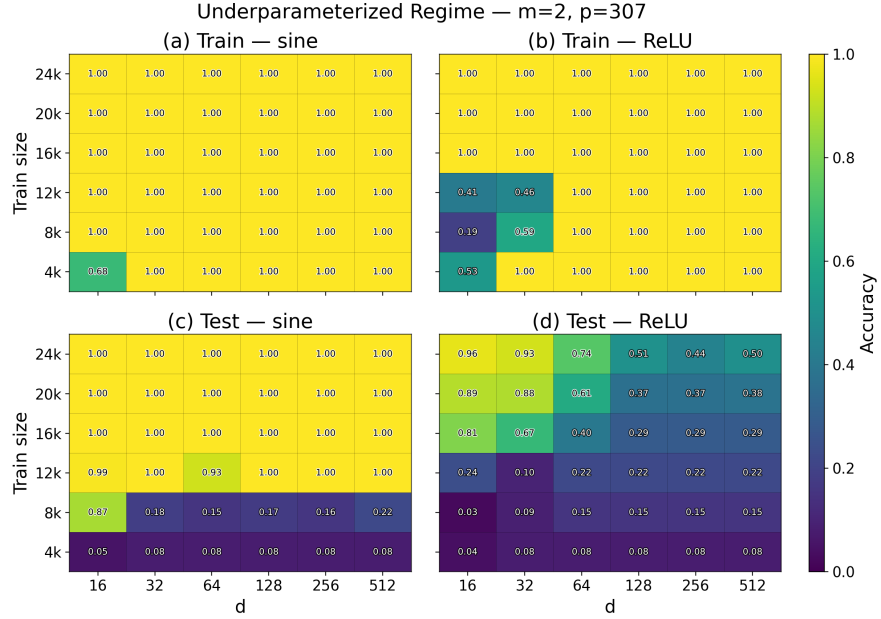 Underparameterized Regime — m=2, p=307
(a) Train — sine
(b) Train — ReLU
Train size
24k 1.00 1.00 1.00 1.00 1.00 1.00
20k 1.00 1.00 1.00 1.00 1.00 1.00
16k 1.00 1.00 1.00 1.00 1.00 1.00
12k 1.00 1.00 1.00 1.00 1.00 1.00
8k 1.00 1.00 1.00 1.00 1.00 1.00
4k 0.68 1.00 1.00 1.00 1.00 1.00
1.00 1.00 1.00 1.00 1.00 1.00
1.00 1.00 1.00 1.00 1.00 1.00
1.00 1.00 1.00 1.00 1.00 1.00
0.41 0.46 1.00 1.00 1.00 1.00
0.19 0.59 1.00 1.00 1.00 1.00
0.53 1.00 1.00 1.00 1.00 1.00
(c) Test — sine
(d) Test — ReLU
Train size
24k 1.00 1.00 1.00 1.00 1.00 1.00
20k 1.00 1.00 1.00 1.00 1.00 1.00
16k 1.00 1.00 1.00 1.00 1.00 1.00
12k 0.99 1.00 0.93 1.00 1.00 1.00
8k 0.87 0.18 0.15 0.17 0.16 0.22
4k 0.05 0.08 0.08 0.08 0.08 0.08
16 32 64 128 256 512
d
0.96 0.93 0.74 0.51 0.44 0.50
0.89 0.88 0.61 0.37 0.37 0.38
0.81 0.67 0.40 0.29 0.29 0.29
0.24 0.10 0.22 0.22 0.22 0.22
0.03 0.09 0.15 0.15 0.15 0.15
0.04 0.08 0.08 0.08 0.08 0.08
16 32 64 128 256 512
d
1.0
0.8
0.6
0.4
0.2
0.0
Accuracy